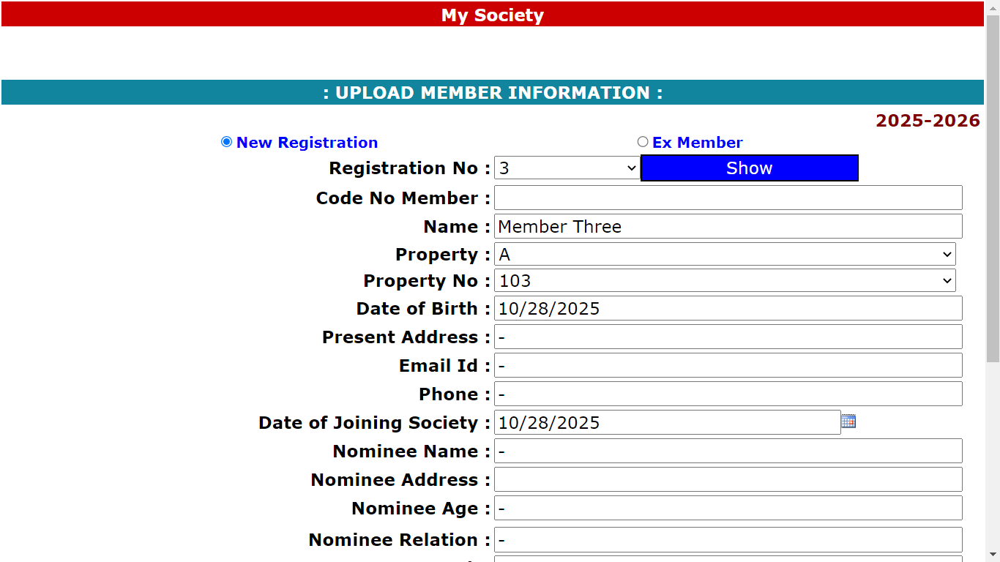 My Society
: UPLOAD MEMBER INFORMATION :
2025-2026
New Registration Ex Member
Registration No : 3 Show
Code No Member :
Name : Member Three
Property : A
Property No : 103
Date of Birth : 10/28/2025
Present Address : -
Email Id : -
Phone : -
Date of Joining Society : 10/28/2025
Nominee Name : -
Nominee Address :
Nominee Age : -
Nominee Relation : -